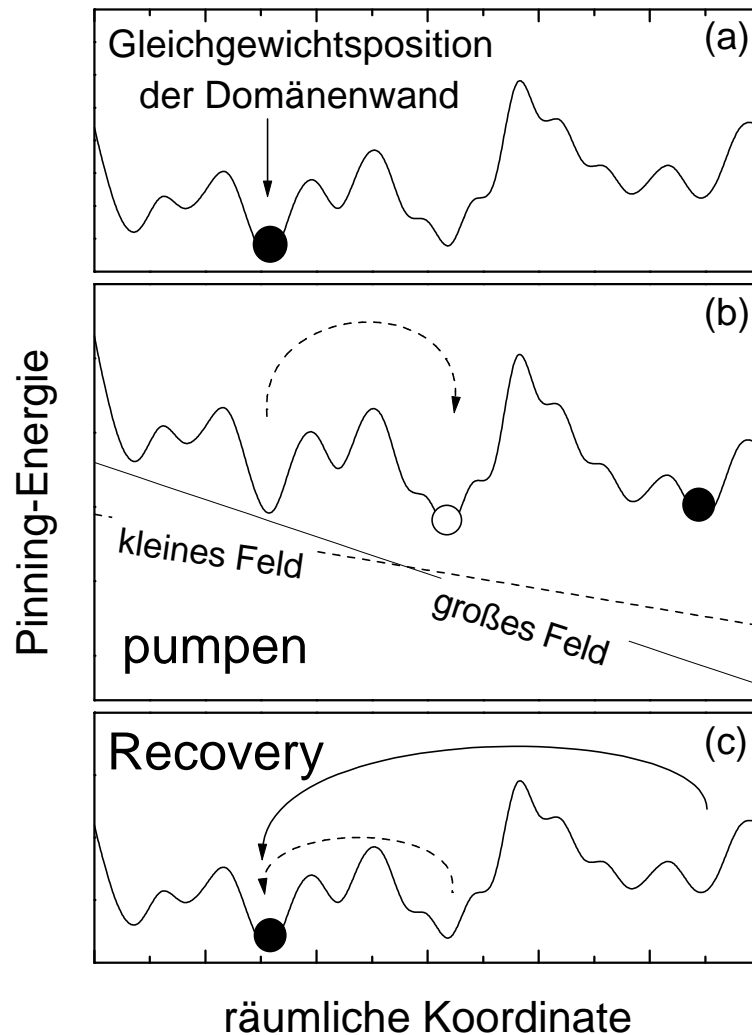 Gleichgewichtsposition
der Domänenwand
(a)
(b)
kleines Feld
großes Feld
pumpen
Recovery
(c)
Pinning-Energie
räumliche Koordinate